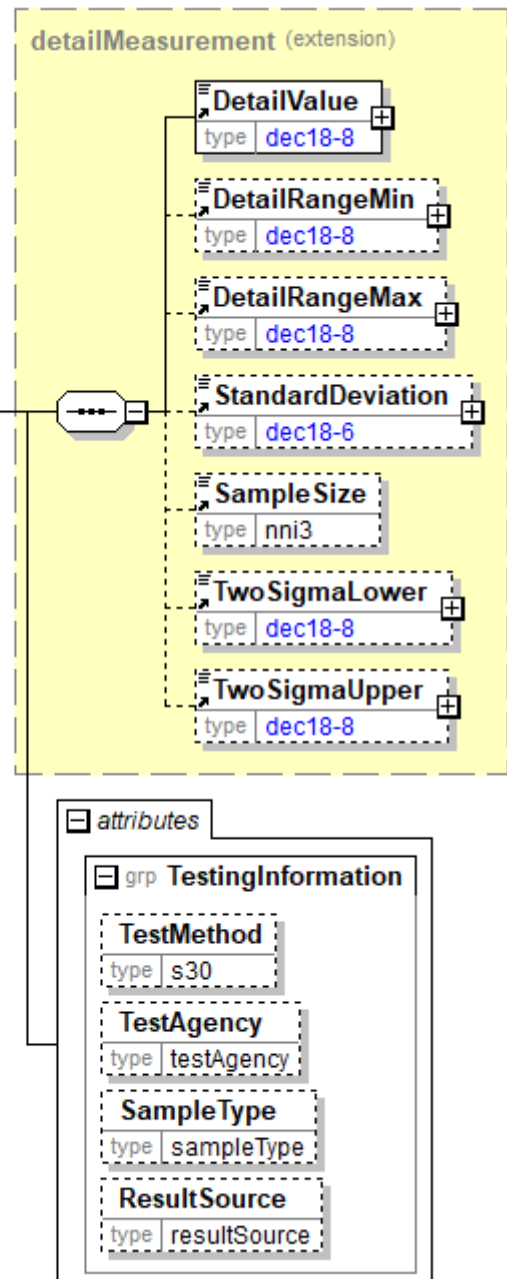 detailMeasurement (extension)
DetailValue
type dec18-8
DetailRangeMin
type dec18-8
DetailRangeMax
type dec18-8
StandardDeviation
type dec18-6
SampleSize
type nni3
TwoSigmaLower
type dec18-8
TwoSigmaUpper
type dec18-8
attributes
grp TestingInformation
TestMethod
type s30
TestAgency
type testAgency
SampleType
type sampleType
ResultSource
type resultSource